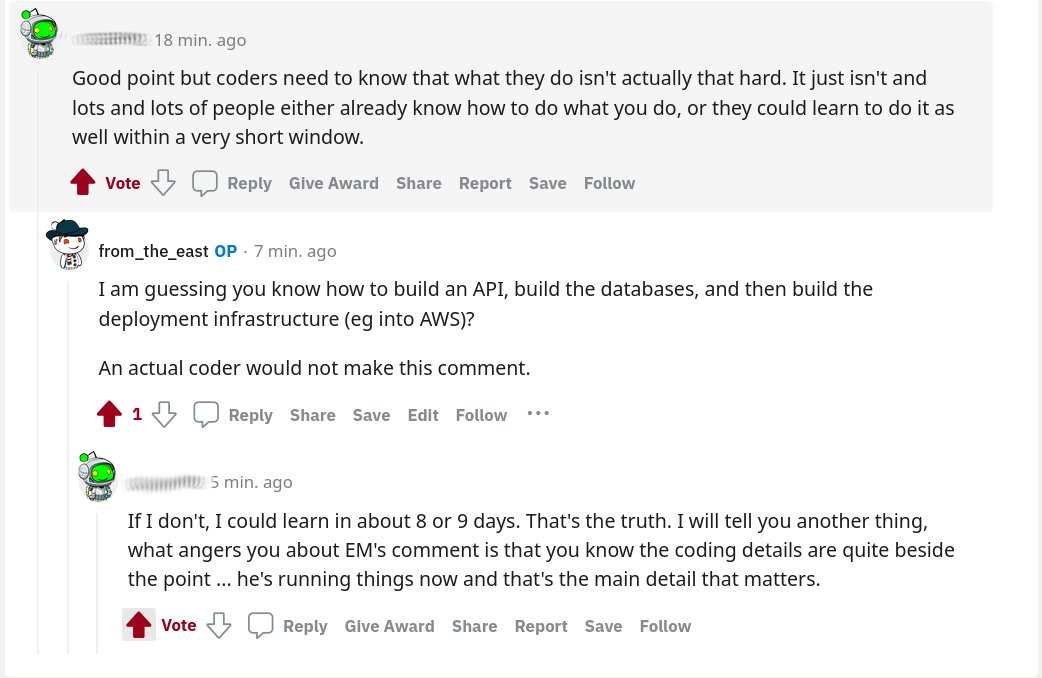 18 min. ago
Good point but coders need to know that what they do isn't actually that hard. It just isn't and
lots and lots of people either already know how to do what you do, or they could learn to do it as
well within a very short window.
Vote Reply Give Award Share Report Save Follow
from_the_east OP · 7 min. ago
I am guessing you know how to build an API, build the databases, and then build the
deployment infrastructure (eg into AWS)?
An actual coder would not make this comment.
1 Reply Share Save Edit Follow ···
5 min. ago
If I don't, I could learn in about 8 or 9 days. That's the truth. I will tell you another thing,
what angers you about EM's comment is that you know the coding details are quite beside
the point ... he's running things now and that's the main detail that matters.
Vote Reply Give Award Share Report Save Follow